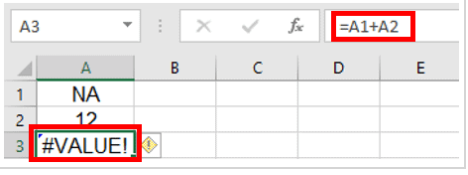 A3 fx =A1+A2
A B C D E
1 NA
2 12
3 #VALUE!